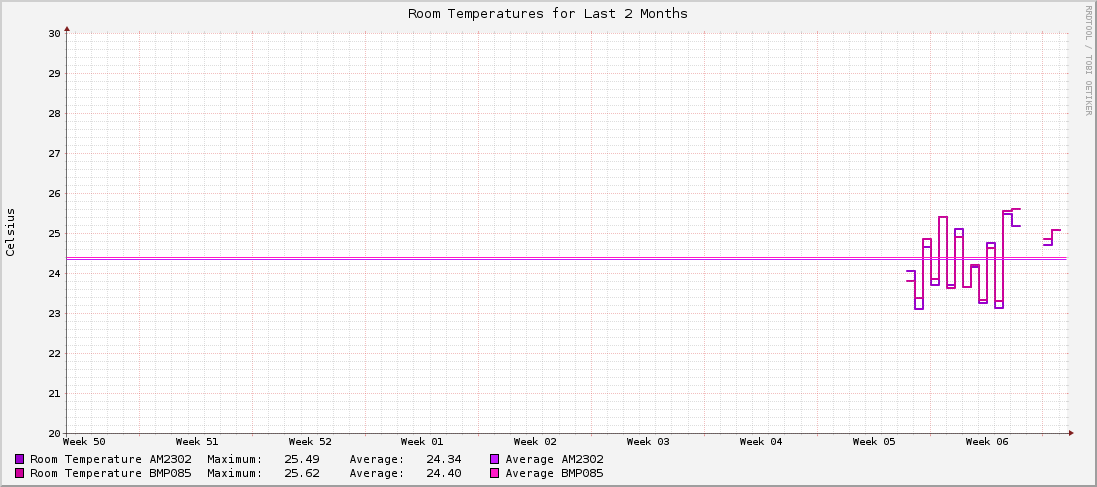 Room Temperatures for Last 2 Months
RRDTOOL / TOBI OETIKER
Celsius
30
29
28
27
26
25
24
23
22
21
20
Week 50 Week 51 Week 52 Week 01 Week 02 Week 03 Week 04 Week 05 Week 06
Room Temperature AM2302 Maximum: 25.49 Average: 24.34 Average AM2302
Room Temperature BMP085 Maximum: 25.62 Average: 24.40 Average BMP085